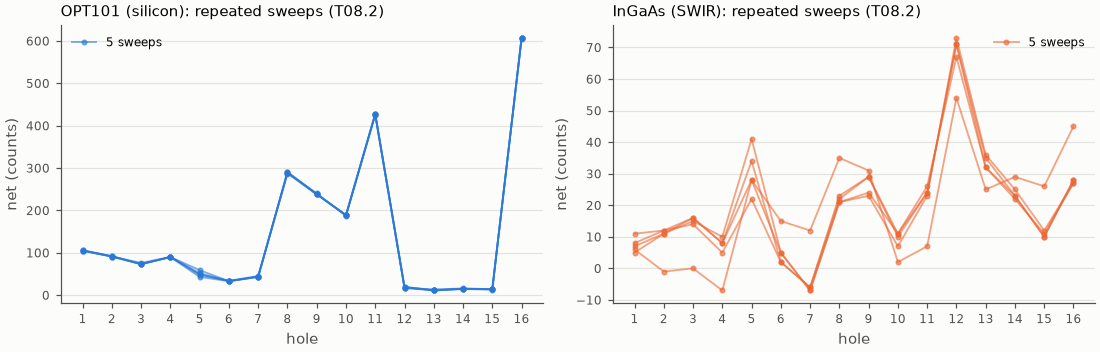 OPT101 (silicon): repeated sweeps (T08.2)
5 sweeps
net (counts)
600
500
400
300
200
100
0
1 2 3 4 5 6 7 8 9 10 11 12 13 14 15 16
hole
InGaAs (SWIR): repeated sweeps (T08.2)
5 sweeps
net (counts)
70
60
50
40
30
20
10
0
−10
1 2 3 4 5 6 7 8 9 10 11 12 13 14 15 16
hole